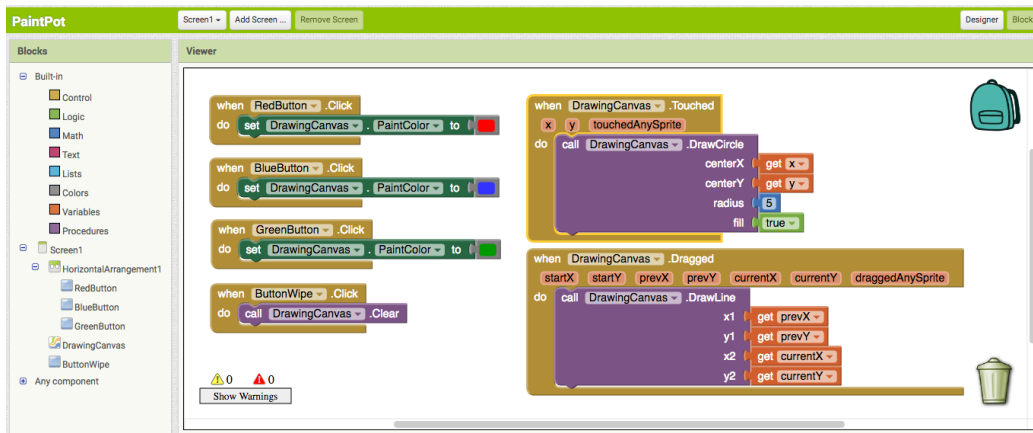 PaintPot
Screen1
Add Screen ...
Remove Screen
Designer
Block
Blocks
Viewer
Built-in
Control
Logic
Math
Text
Lists
Colors
Variables
Procedures
Screen1
HorizontalArrangement1
RedButton
BlueButton
GreenButton
DrawingCanvas
ButtonWipe
Any component
when RedButton .Click
do set DrawingCanvas . PaintColor to
when BlueButton .Click
do set DrawingCanvas . PaintColor to
when GreenButton .Click
do set DrawingCanvas . PaintColor to
when ButtonWipe .Click
do call DrawingCanvas .Clear
0 0
Show Warnings
when DrawingCanvas .Touched
x y touchedAnySprite
do call DrawingCanvas .DrawCircle
centerX get x
centerY get y
radius 5
fill true
when DrawingCanvas .Dragged
startX startY prevX prevY currentX currentY draggedAnySprite
do call DrawingCanvas .DrawLine
x1 get prevX
y1 get prevY
x2 get currentX
y2 get currentY